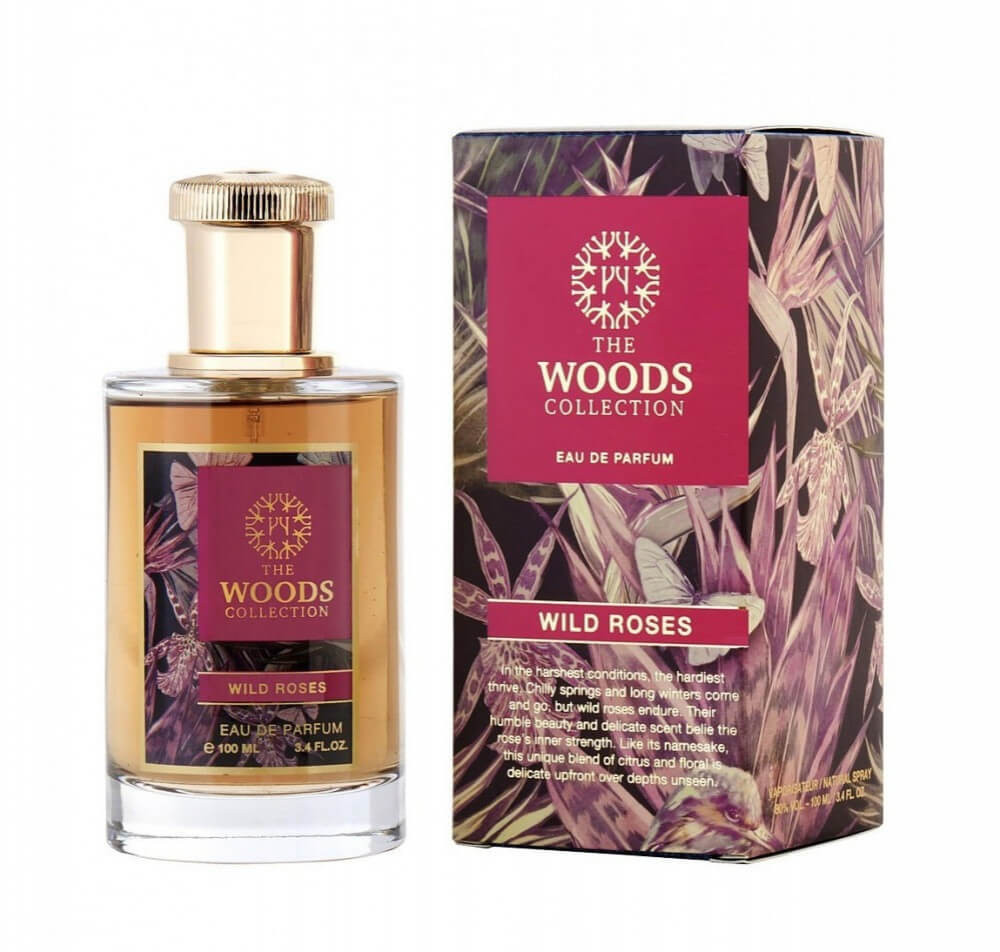 THE
WOODS
COLLECTION
WILD ROSES
EAU DE PARFUM
e 100 ML 3.4 FL.OZ.
THE
WOODS
COLLECTION
EAU DE PARFUM
WILD ROSES
In the harshest conditions, the hardiest
thrive. Chilly springs and long winters come
and go, but wild roses endure. Their
humble beauty and delicate scent belie the
rose's inner strength. Like its namesake,
this unique blend of citrus and floral is
delicate upfront over depths unseen.
VAPORISATEUR / NATURAL SPRAY
80% VOL - 100 ML 3.4 FL. OZ.